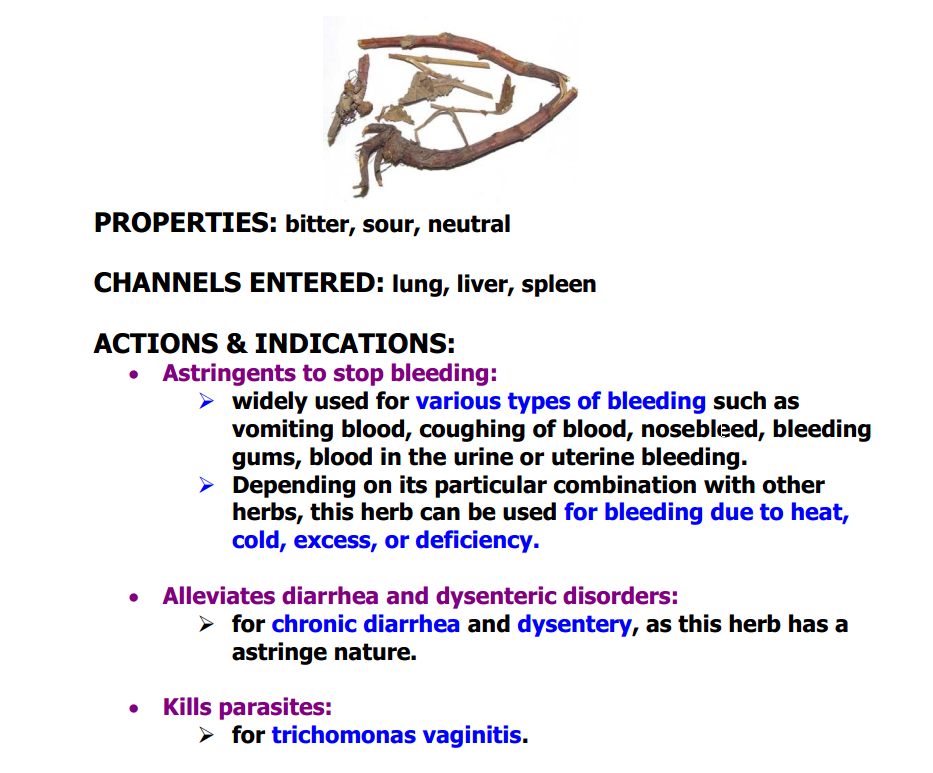 PROPERTIES: bitter, sour, neutral
CHANNELS ENTERED: lung, liver, spleen
ACTIONS & INDICATIONS:
• Astringents to stop bleeding:
➢ widely used for various types of bleeding such as
vomiting blood, coughing of blood, nosebleed, bleeding
gums, blood in the urine or uterine bleeding.
➢ Depending on its particular combination with other
herbs, this herb can be used for bleeding due to heat,
cold, excess, or deficiency.
• Alleviates diarrhea and dysenteric disorders:
➢ for chronic diarrhea and dysentery, as this herb has a
astringe nature.
• Kills parasites:
➢ for trichomonas vaginitis.